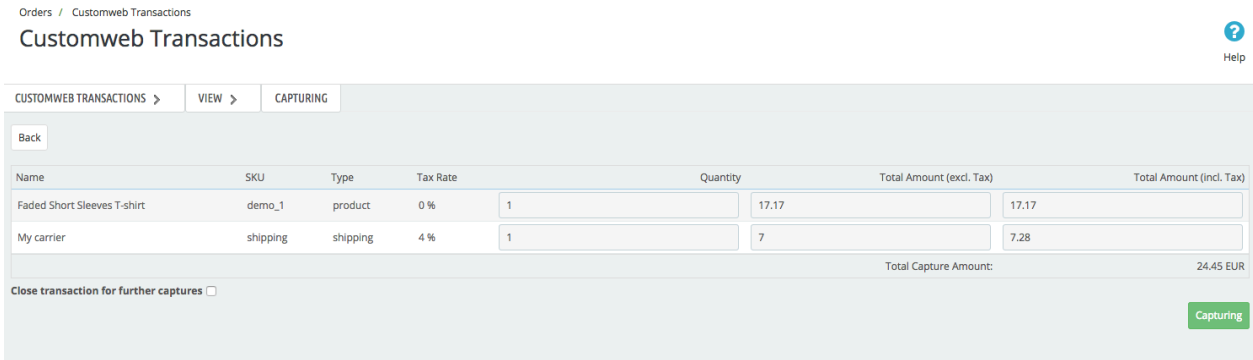 Orders / Customweb Transactions
Customweb Transactions
Help
CUSTOMWEB TRANSACTIONS > VIEW > CAPTURING
Back
Name SKU Type Tax Rate Quantity Total Amount (excl. Tax) Total Amount (incl. Tax)
Faded Short Sleeves T-shirt demo_1 product 0 % 1 17.17 17.17
My carrier shipping shipping 4 % 1 7 7.28
Total Capture Amount: 24.45 EUR
Close transaction for further captures
Capturing